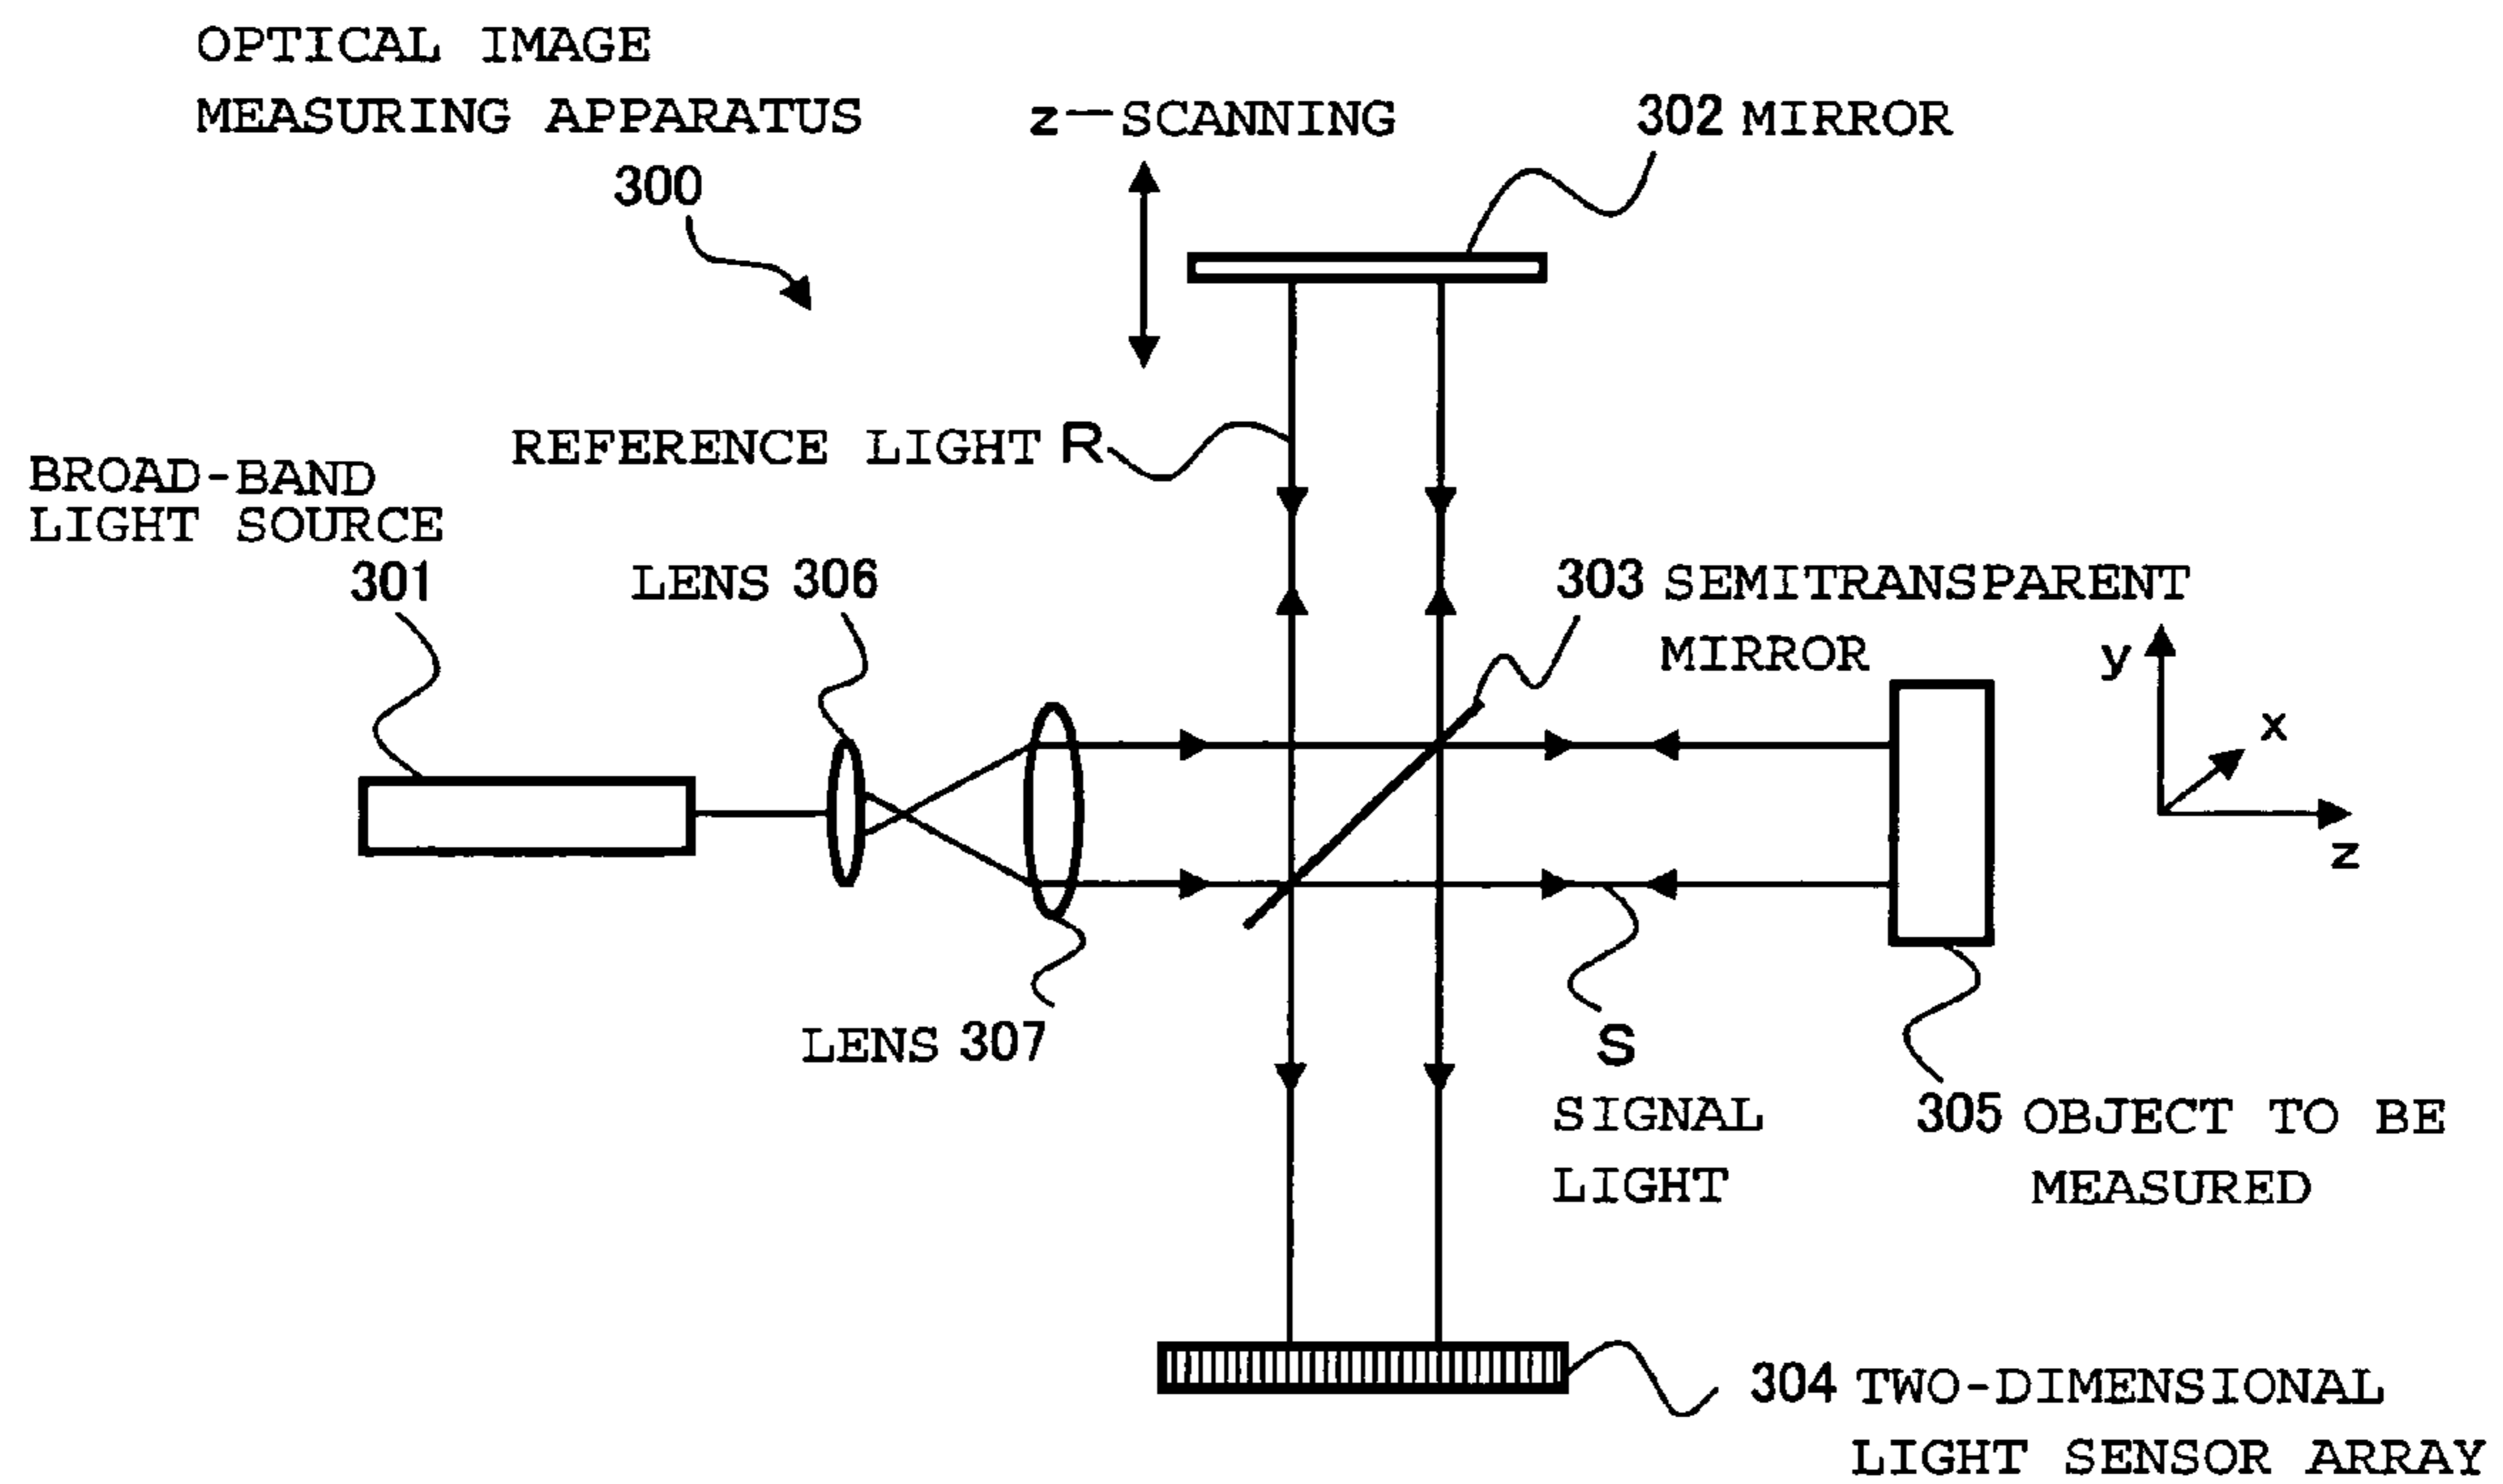 OPTICAL IMAGE
MEASURING APPARATUS
300
z—SCANNING
302 MIRROR
REFERENCE LIGHT R
BROAD-BAND
LIGHT SOURCE
301
LENS 306
303 SEMITRANSPARENT
MIRROR
y
x
z
LENS 307
S
SIGNAL
LIGHT
305 OBJECT TO BE
MEASURED
304 TWO-DIMENSIONAL
LIGHT SENSOR ARRAY